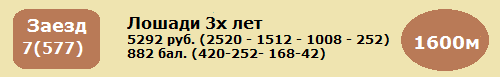 Заезд
7(577)
Лошади 3х лет
5292 руб. (2520 - 1512 - 1008 - 252)
882 бал. (420-252- 168-42)
1600м